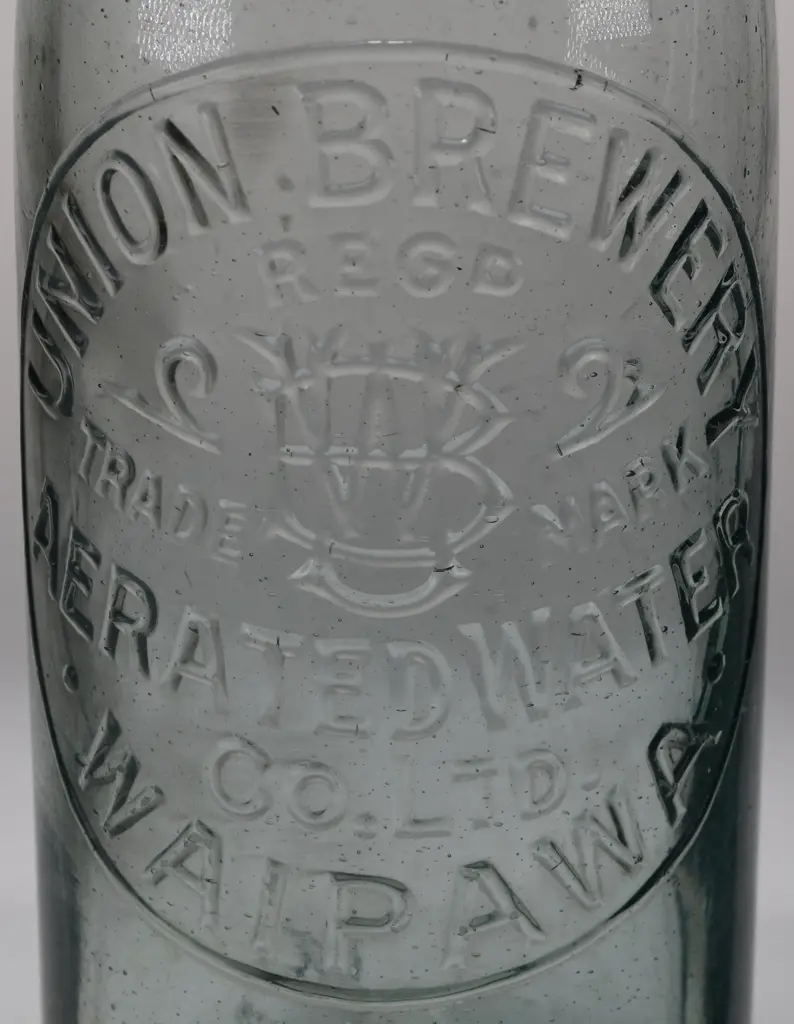 UNION BREWERY
REGD
TRADE MARK
AERATED WATER
CO. LTD.
WAIPAWA